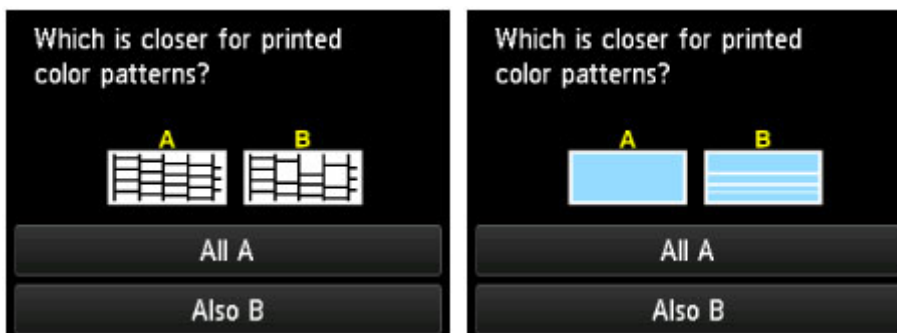 Which is closer for printed
color patterns?
A B
All A
Also B
Which is closer for printed
color patterns?
A B
All A
Also B